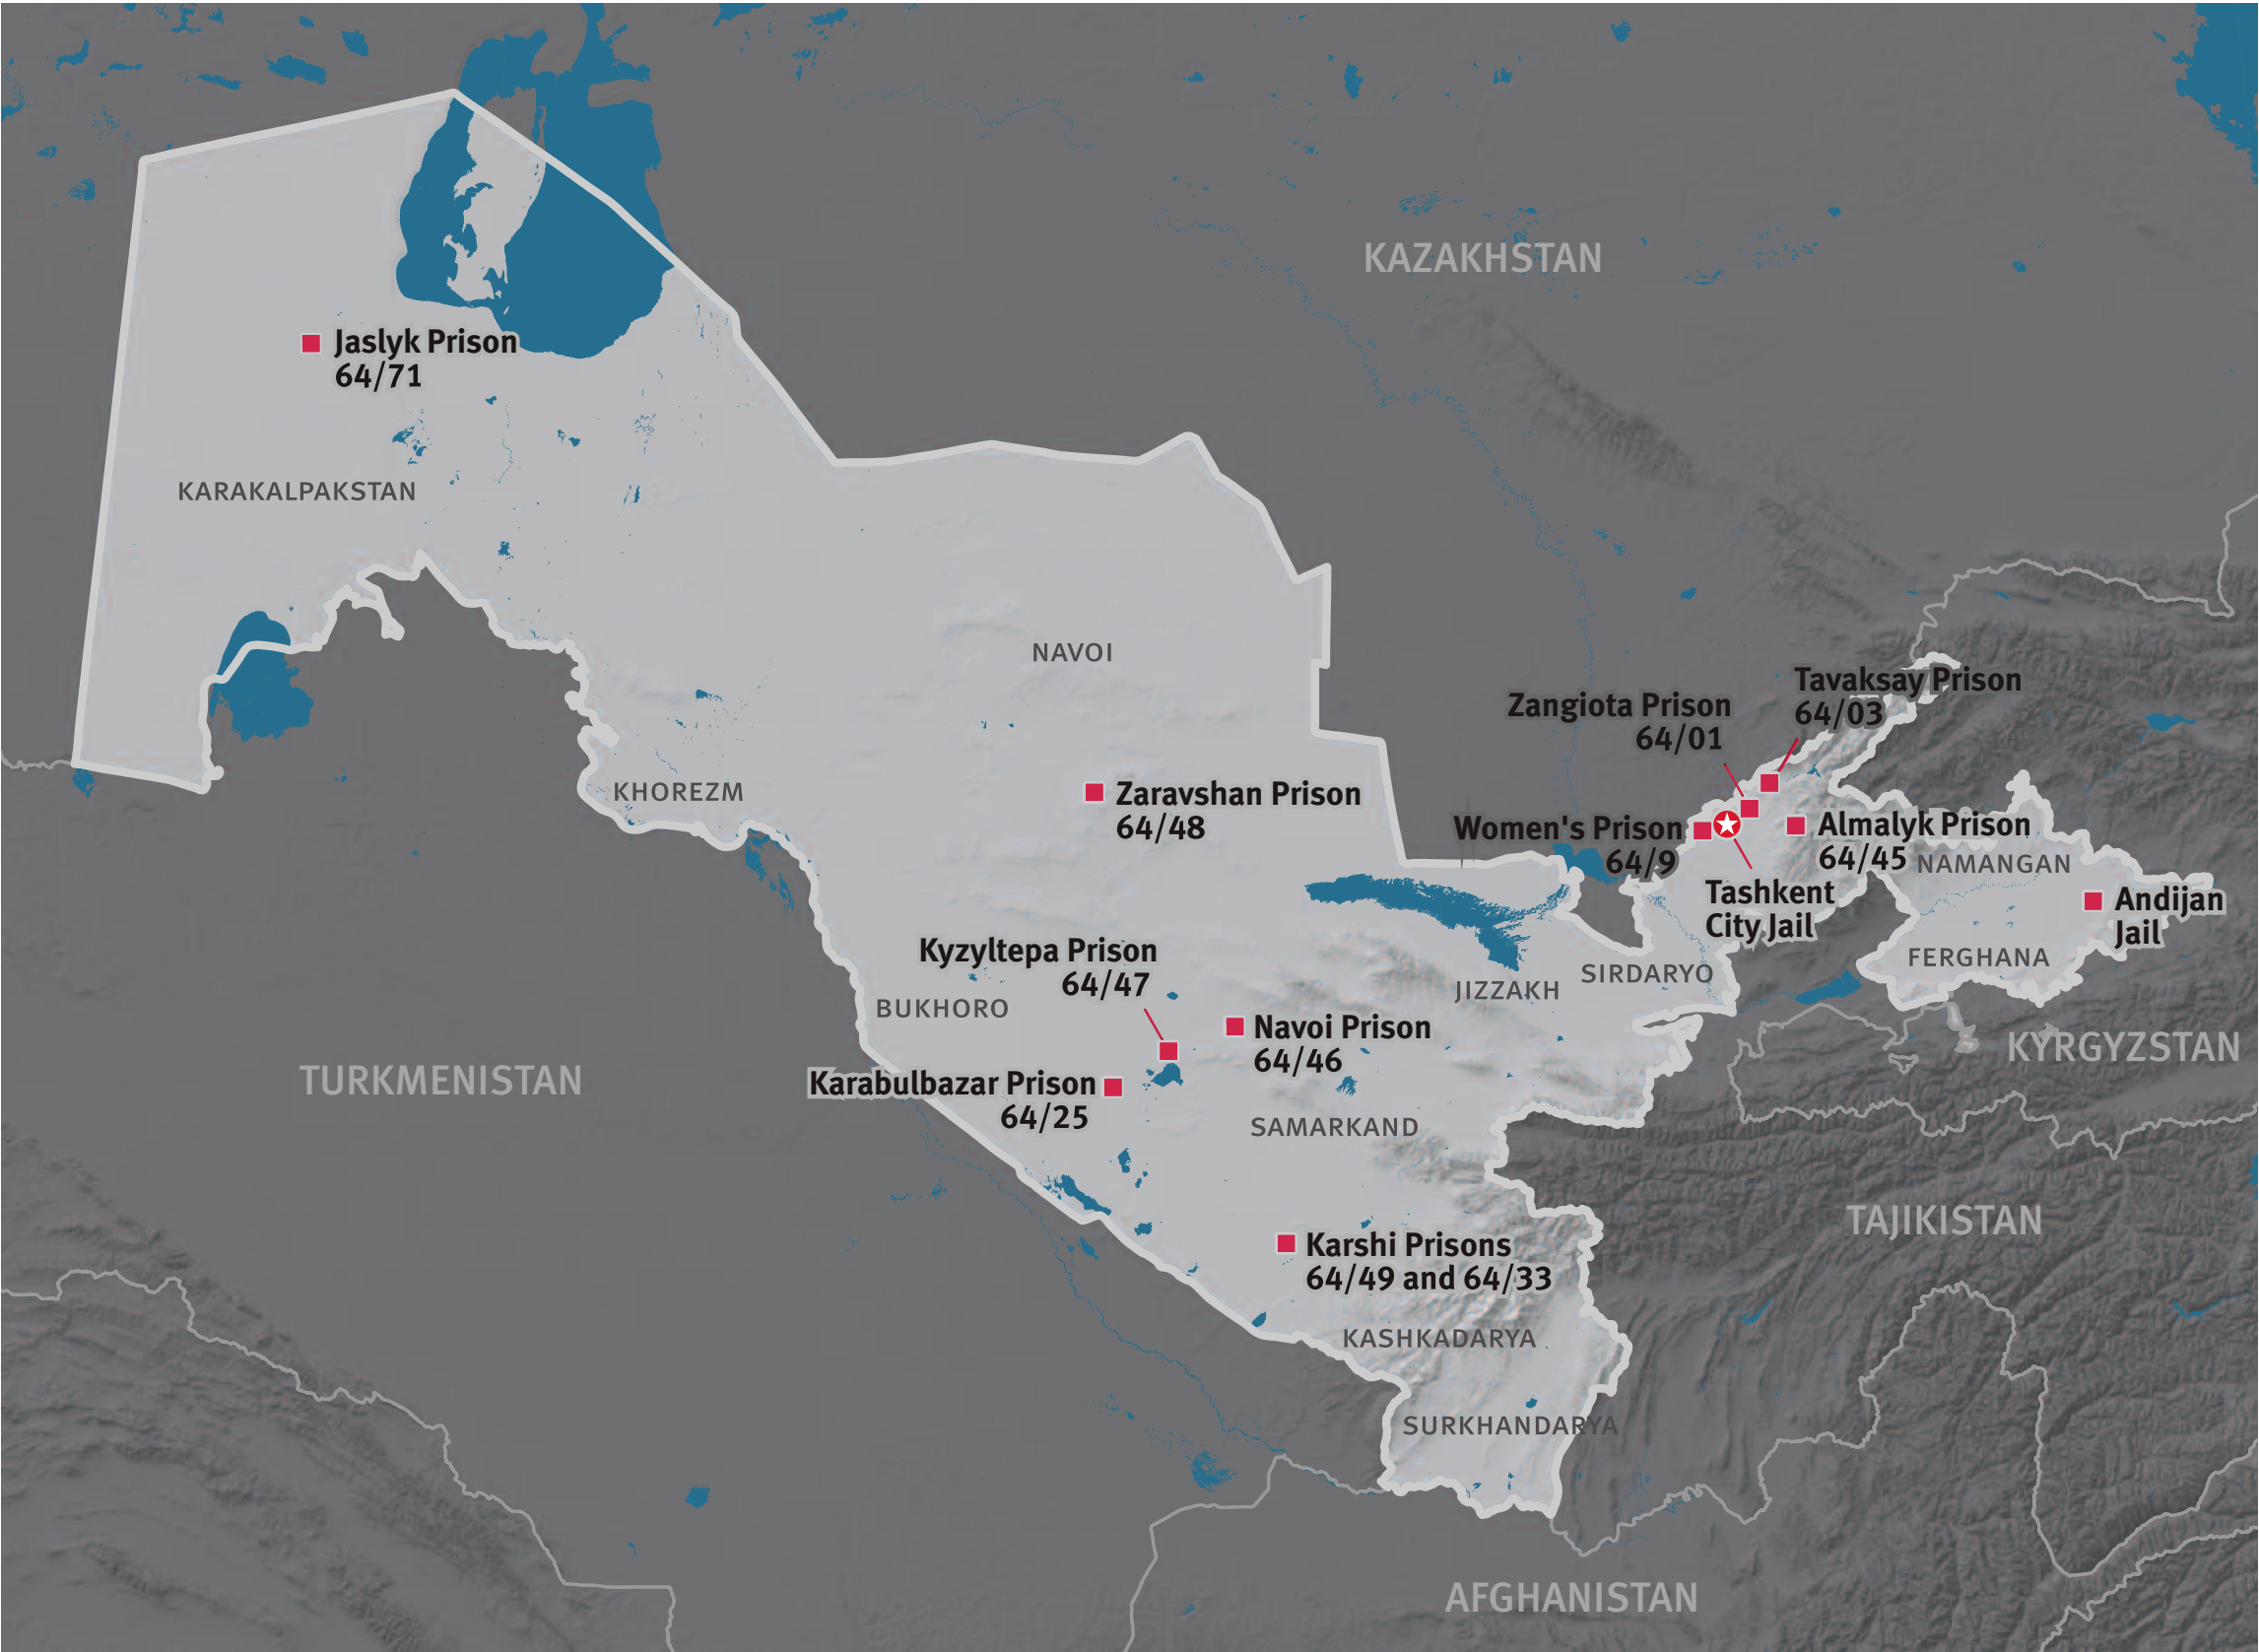 KAZAKHSTAN
Jaslyk Prison
64/71
KARAKALPAKSTAN
NAVOI
Tavaksay Prison
64/03
Zangiota Prison
64/01
KHOREZM
Zaravshan Prison
64/48
Women's Prison
64/9
Almalyk Prison
64/45
NAMANGAN
Tashkent
City Jail
Andijan
Jail
FERGHANA
Kyzyltepa Prison
64/47
SIRDARYO
JIZZAKH
BUKHORO
Navoi Prison
64/46
KYRGYZSTAN
TURKMENISTAN
Karabulbazar Prison
64/25
SAMARKAND
TAJIKISTAN
Karshi Prisons
64/49 and 64/33
KASHKADARYA
SURKHANDARYA
AFGHANISTAN